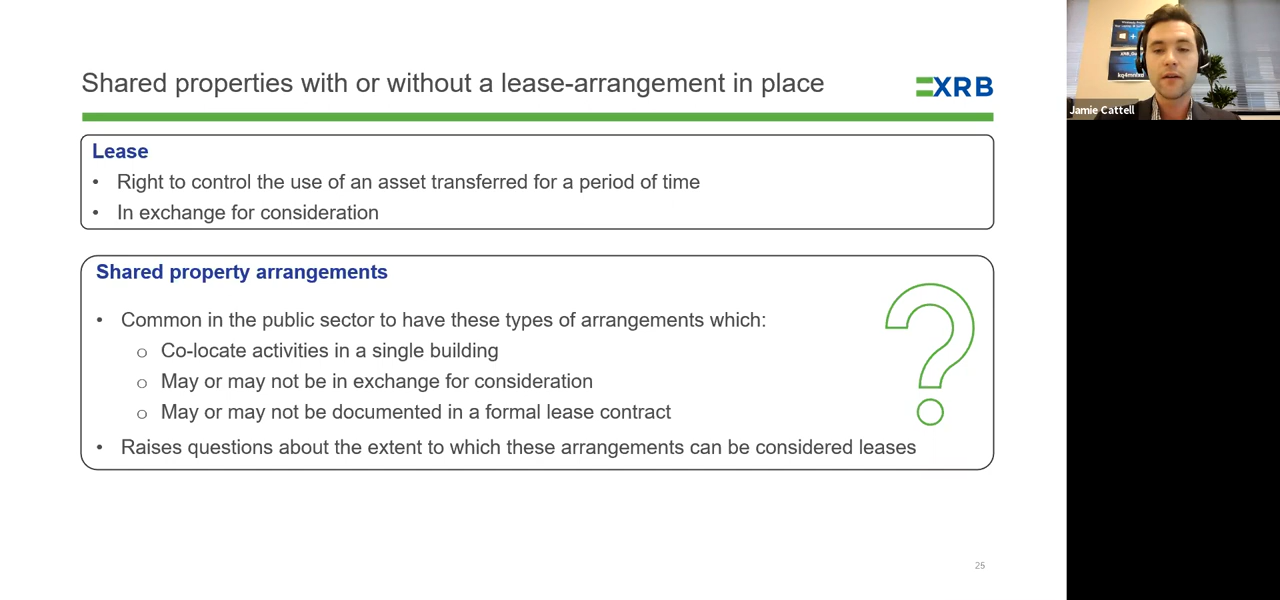 Shared properties with or without a lease-arrangement in place
XRB
Lease
• Right to control the use of an asset transferred for a period of time
• In exchange for consideration
Shared property arrangements
• Common in the public sector to have these types of arrangements which:
o Co-locate activities in a single building
o May or may not be in exchange for consideration
o May or may not be documented in a formal lease contract
• Raises questions about the extent to which these arrangements can be considered leases
?
25
Jamie Cattell